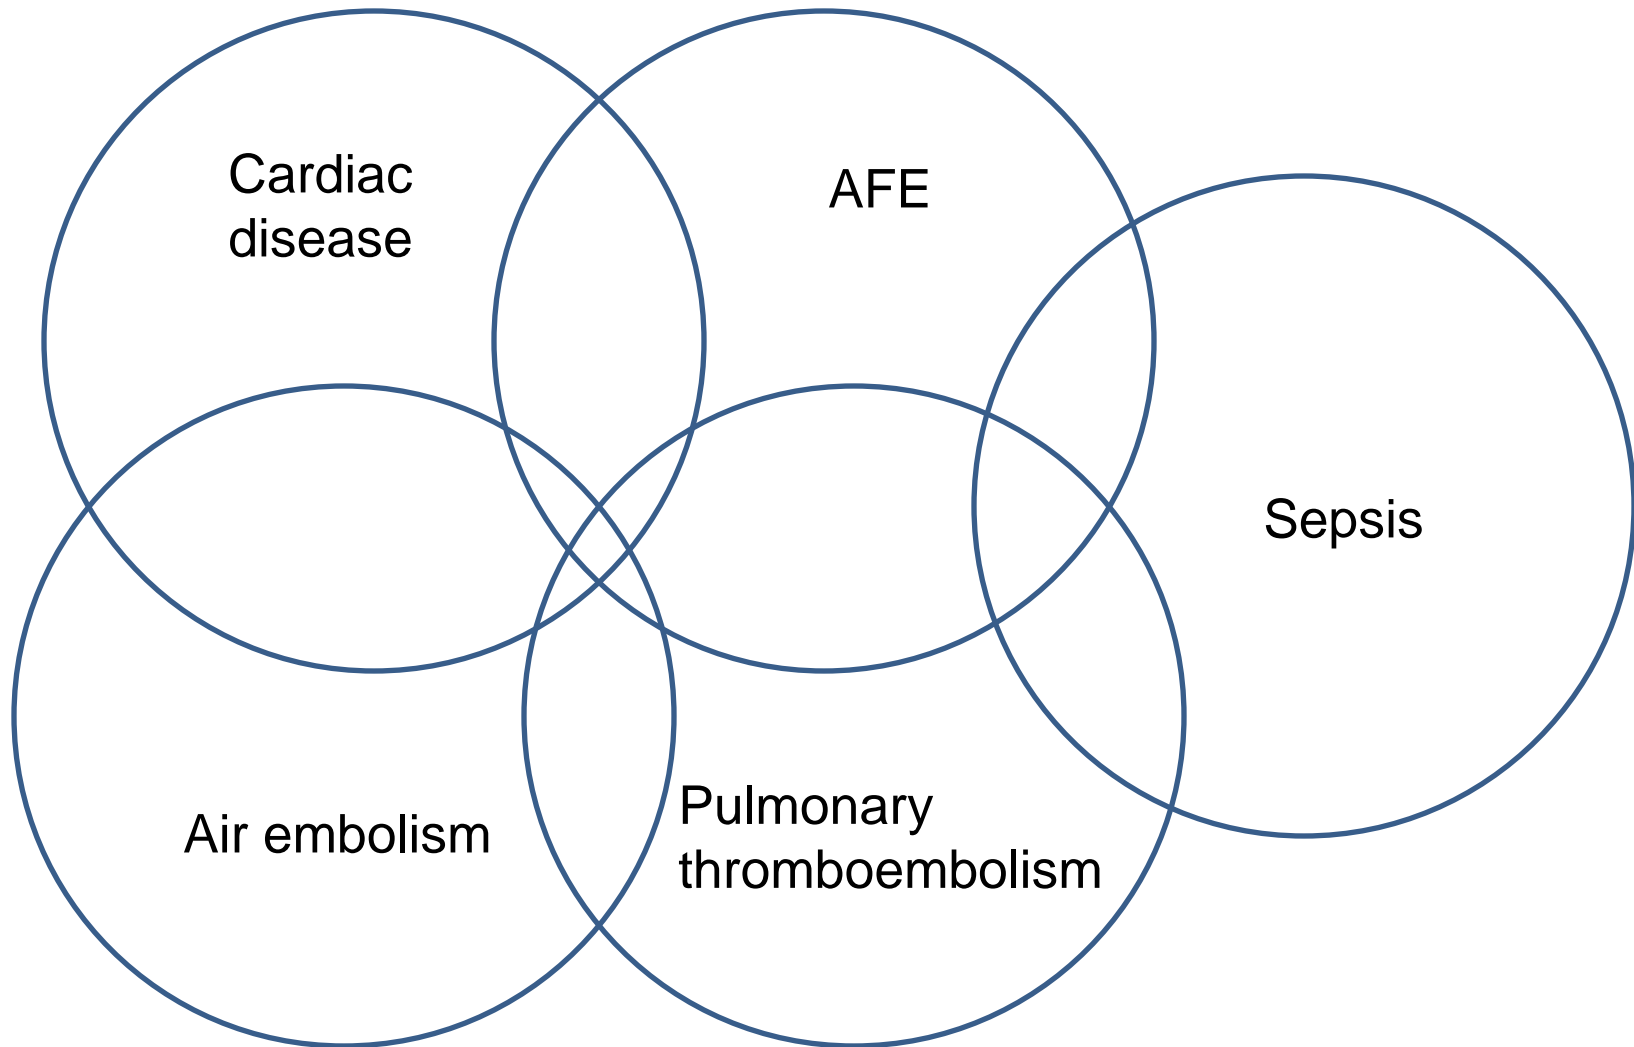 Cardiac
disease
AFE
Sepsis
Air embolism
Pulmonary
thromboembolism